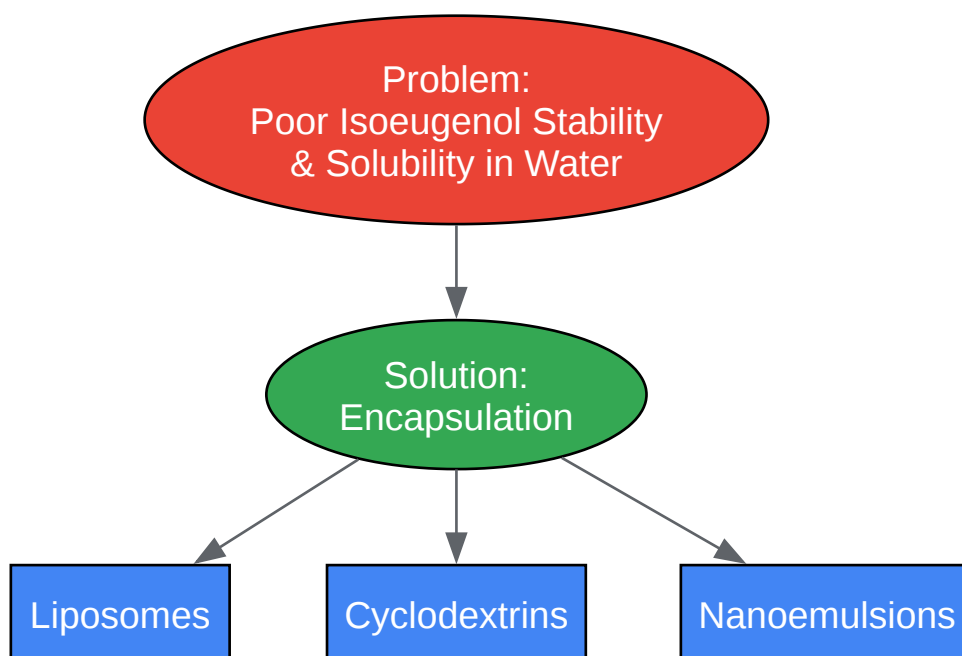 Problem:
Poor Isoeugenol Stability
& Solubility in Water
Solution:
Encapsulation
Liposomes
Cyclodextrins
Nanoemulsions